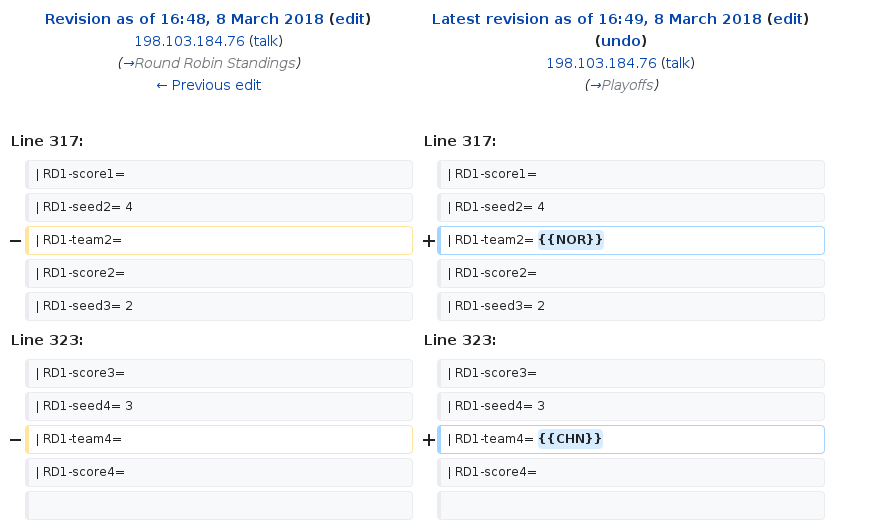 Revision as of 16:48, 8 March 2018 (edit)
198.103.184.76 (talk)
(→Round Robin Standings)
← Previous edit
Latest revision as of 16:49, 8 March 2018 (edit)
(undo)
198.103.184.76 (talk)
(→Playoffs)
Line 317:
Line 317:
| RD1-score1=
| RD1-score1=
| RD1-seed2= 4
| RD1-seed2= 4
− | RD1-team2=
+ | RD1-team2= {{NOR}}
| RD1-score2=
| RD1-score2=
| RD1-seed3= 2
| RD1-seed3= 2
Line 323:
Line 323:
| RD1-score3=
| RD1-score3=
| RD1-seed4= 3
| RD1-seed4= 3
− | RD1-team4=
+ | RD1-team4= {{CHN}}
| RD1-score4=
| RD1-score4=